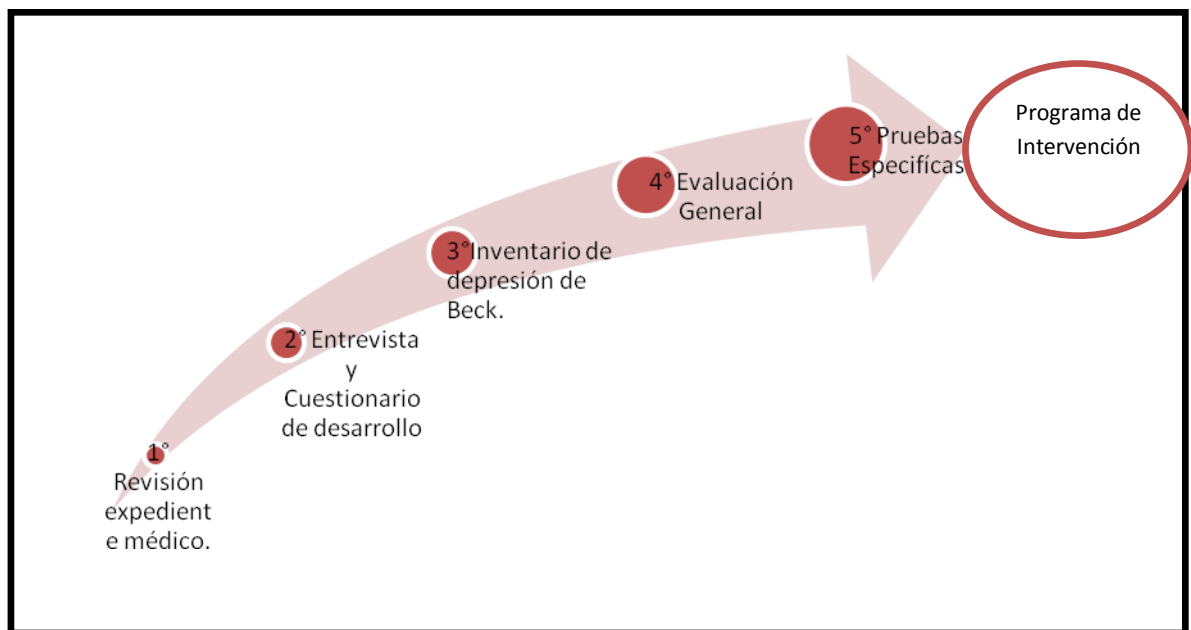 1°
Revisión
expedient
e médico.
2° Entrevista
y
Cuestionario
de desarrollo
3°Inventario de
depresión de
Beck.
4° Evaluación
General
5° Pruebas
Especifícas
Programa de
Intervención